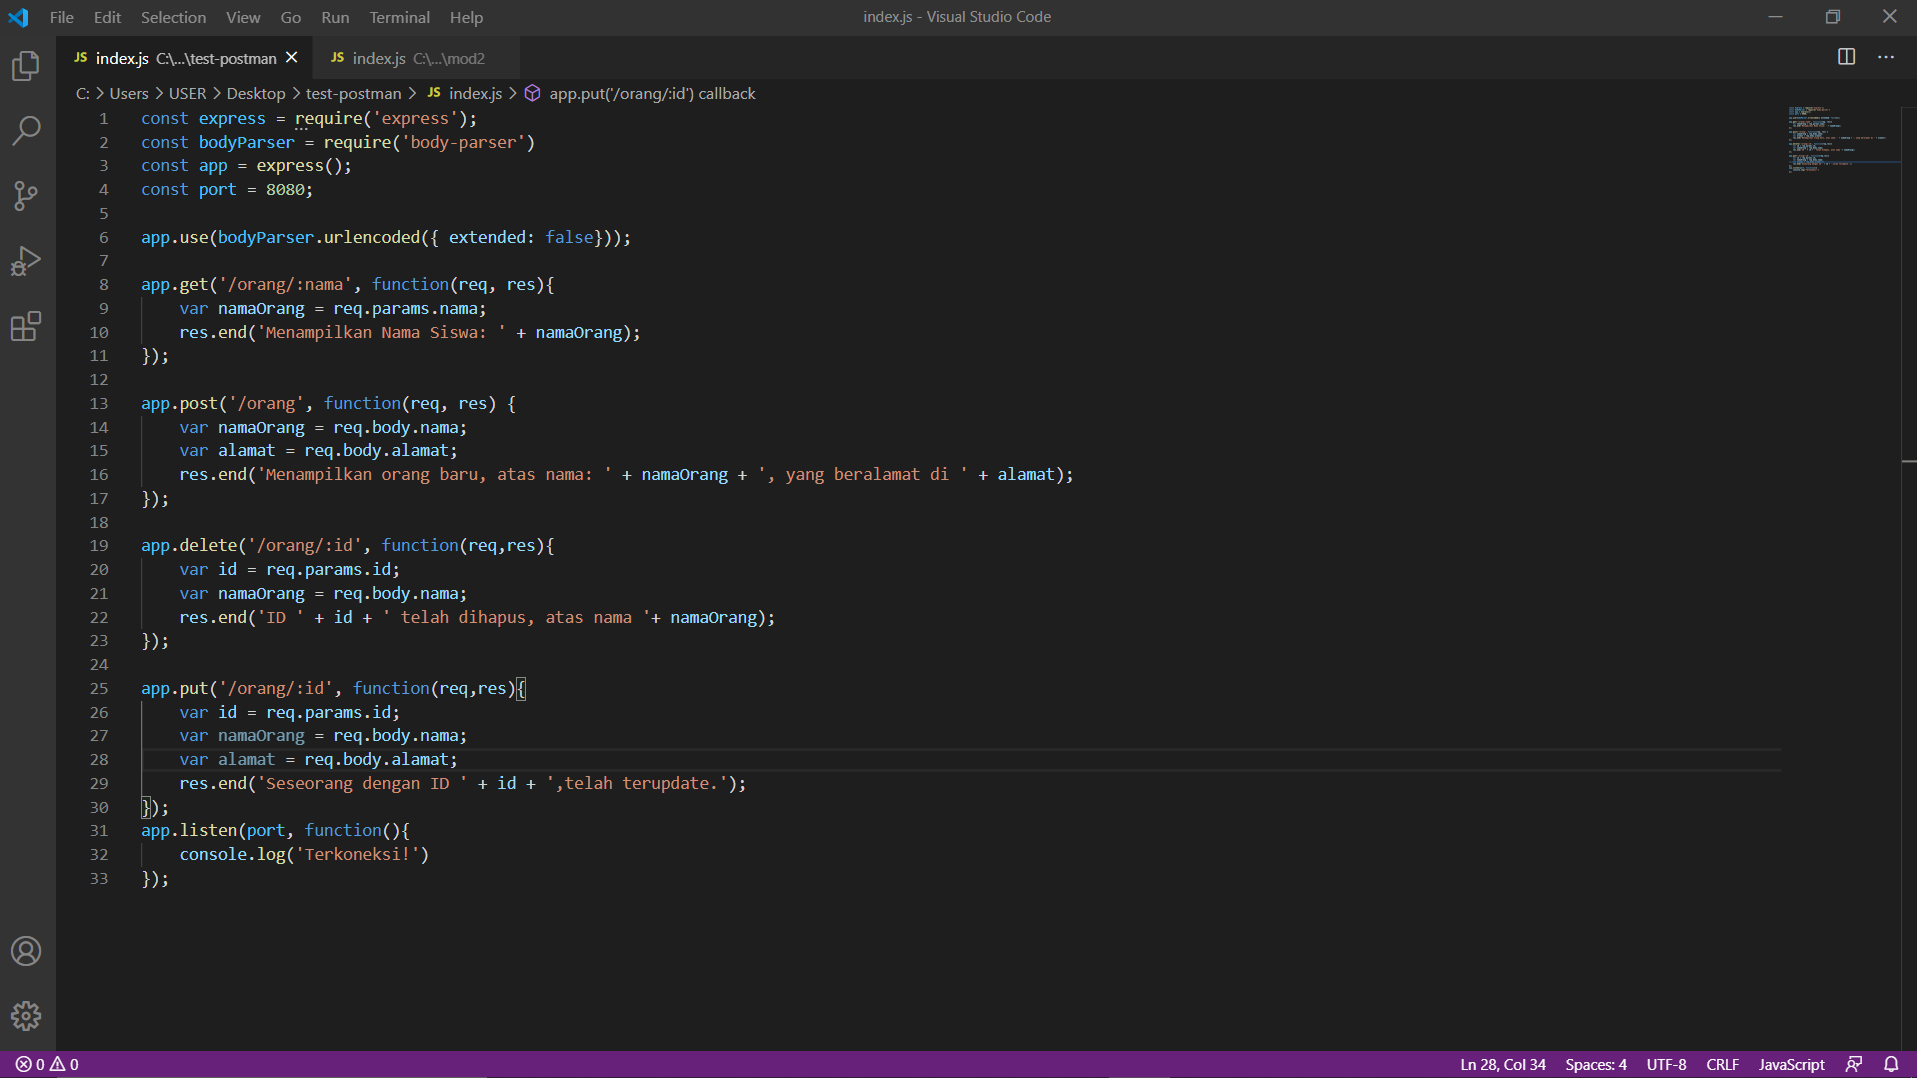 File Edit Selection View Go Run Terminal Help
index.js - Visual Studio Code
JS index.js C:\...\test-postman
JS index.js C:\...\mod2
C: > Users > USER > Desktop > test-postman > JS index.js > app.put('/orang/:id') callback
1 const express = require('express');
2 const bodyParser = require('body-parser')
3 const app = express();
4 const port = 8080;
5
6 app.use(bodyParser.urlencoded({ extended: false}));
7
8 app.get('/orang/:nama', function(req, res){
9 var namaOrang = req.params.nama;
10 res.end('Menampilkan Nama Siswa: ' + namaOrang);
11 });
12
13 app.post('/orang', function(req, res) {
14 var namaOrang = req.body.nama;
15 var alamat = req.body.alamat;
16 res.end('Menampilkan orang baru, atas nama: ' + namaOrang + ', yang beralamat di ' + alamat);
17 });
18
19 app.delete('/orang/:id', function(req,res){
20 var id = req.params.id;
21 var namaOrang = req.body.nama;
22 res.end('ID ' + id + ' telah dihapus, atas nama '+ namaOrang);
23 });
24
25 app.put('/orang/:id', function(req,res){
26 var id = req.params.id;
27 var namaOrang = req.body.nama;
28 var alamat = req.body.alamat;
29 res.end('Seseorang dengan ID ' + id + ',telah terupdate.');
30 });
31 app.listen(port, function(){
32 console.log('Terkoneksi!')
33 });
0 0
Ln 28, Col 34 Spaces: 4 UTF-8 CRLF JavaScript